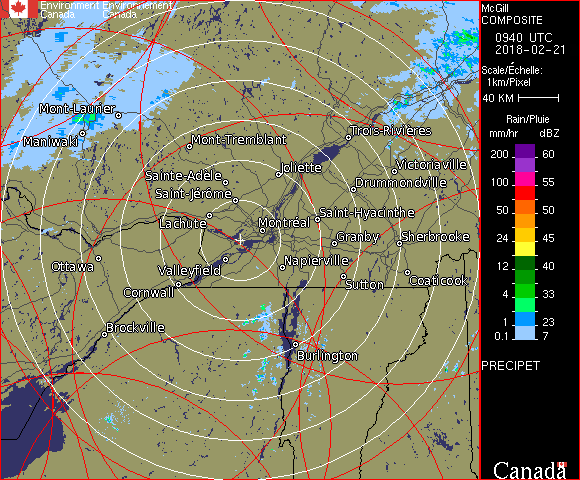 Environment Environnement
Canada Canada
McGill
COMPOSITE
0940 UTC
2018-02-21
Scale/Échelle:
1km/Pixel
40 KM
Rain/Pluie
mm/hr dBZ
200 60
100 55
50 50
24 45
12 40
4 33
1 23
0.1 7
PRECIPET
Canada
Mont-Laurier
Maniwaki
Mont-Tremblant
Trois-Rivières
Sainte-Adèle
Joliette
Victoriaville
Saint-Jérôme
Drummondville
Lachute
Montréal
Saint-Hyacinthe
Granby
Sherbrooke
Ottawa
Valleyfield
Napierville
Cornwall
Sutton
Coaticook
Brockville
Burlington